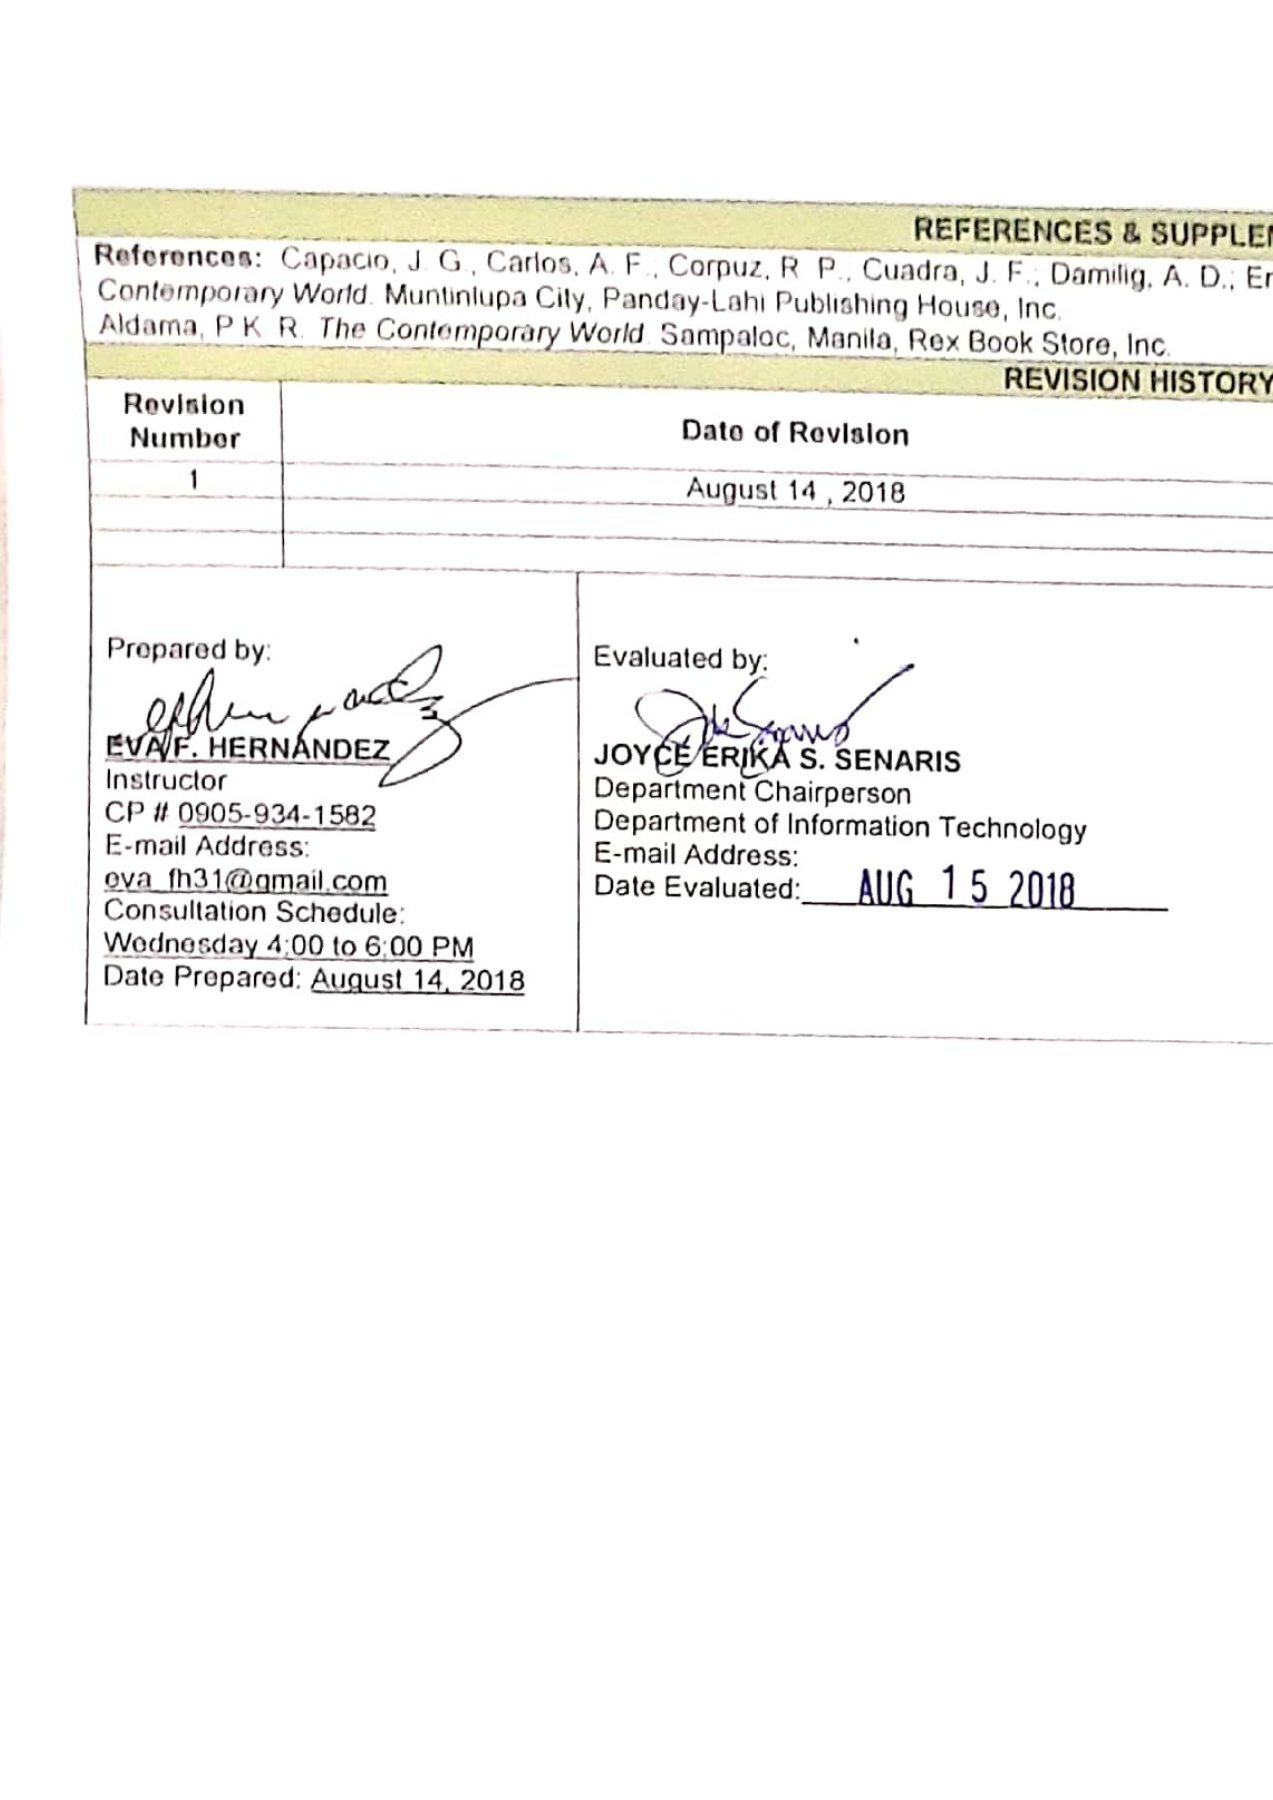 REFERENCES & SUPPLE
References: Capacio, J. G., Carlos, A. F., Corpuz, R. P., Cuadra, J. F., Damilig, A. D.; Er
Contemporary World. Muntinlupa City, Panday-Lahi Publishing House, Inc.
Aldama, P K. R. The Contemporary World. Sampaloc, Manila, Rex Book Store, Inc.
REVISION HISTORY
Revision Number
Date of Revision
1
August 14 , 2018
Prepared by:
EVA F. HERNANDEZ
Instructor
CP # 0905-934-1582
E-mail Address:
eva_fh31@gmail.com
Consultation Schedule:
Wednesday 4:00 to 6:00 PM
Date Prepared: August 14, 2018
Evaluated by:
JOYCE ERIKA S. SENARIS
Department Chairperson
Department of Information Technology
E-mail Address:
Date Evaluated: AUG 15 2018